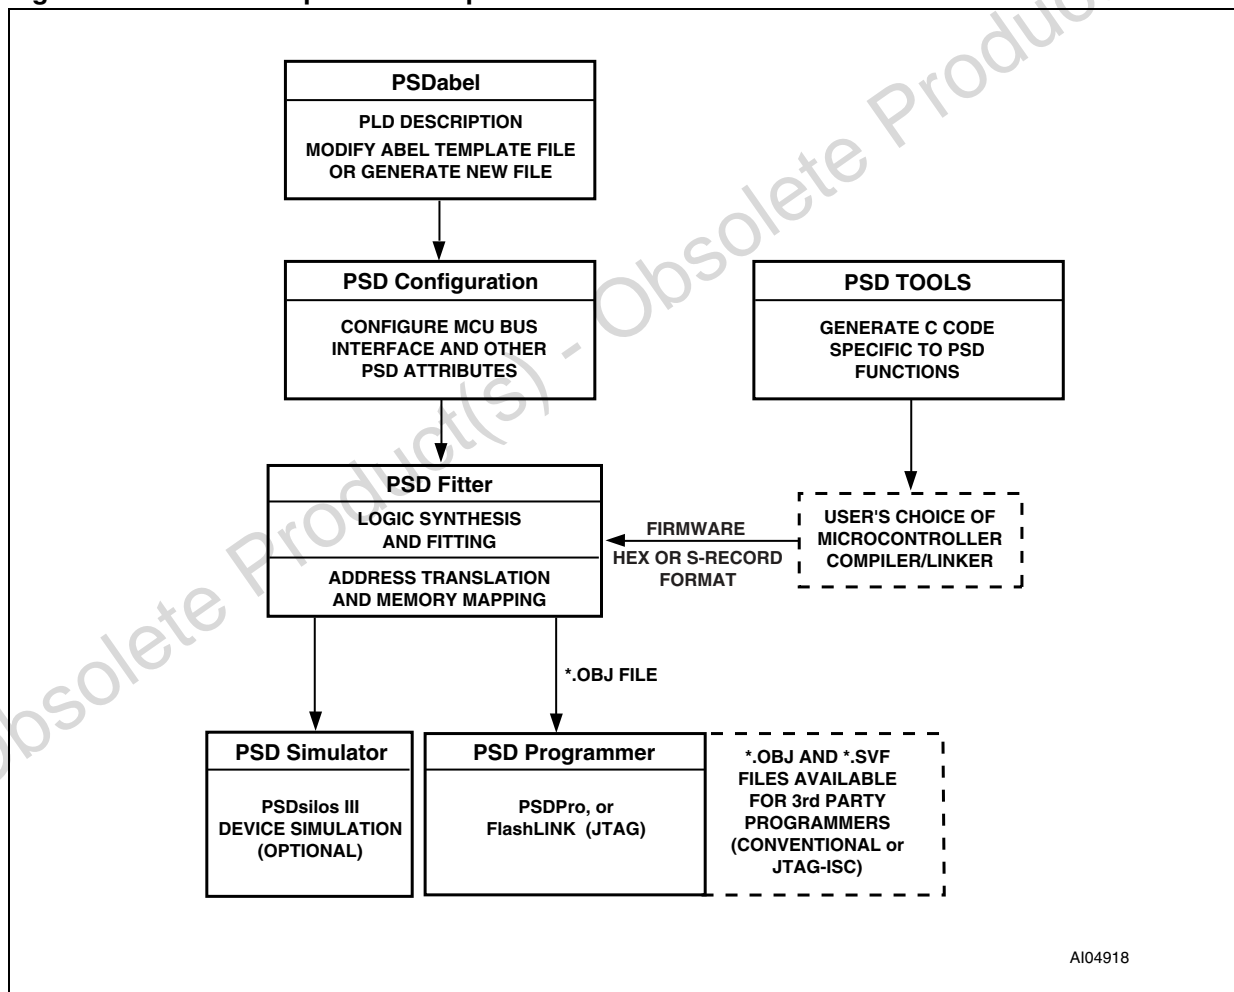 PSDabel
PLD DESCRIPTION
MODIFY ABEL TEMPLATE FILE
OR GENERATE NEW FILE
PSD Configuration
CONFIGURE MCU BUS
INTERFACE AND OTHER
PSD ATTRIBUTES
PSD TOOLS
GENERATE C CODE
SPECIFIC TO PSD
FUNCTIONS
PSD Fitter
LOGIC SYNTHESIS
AND FITTING
ADDRESS TRANSLATION
AND MEMORY MAPPING
FIRMWARE
HEX OR S-RECORD
FORMAT
USER'S CHOICE OF
MICROCONTROLLER
COMPILER/LINKER
*.OBJ FILE
PSD Simulator
PSDsilos III
DEVICE SIMULATION
(OPTIONAL)
PSD Programmer
PSDPro, or
FlashLINK (JTAG)
*.OBJ AND *.SVF
FILES AVAILABLE
FOR 3rd PARTY
PROGRAMMERS
(CONVENTIONAL or
JTAG-ISC)
AI04918
Obsolete Product(s) - Obsolete Produc